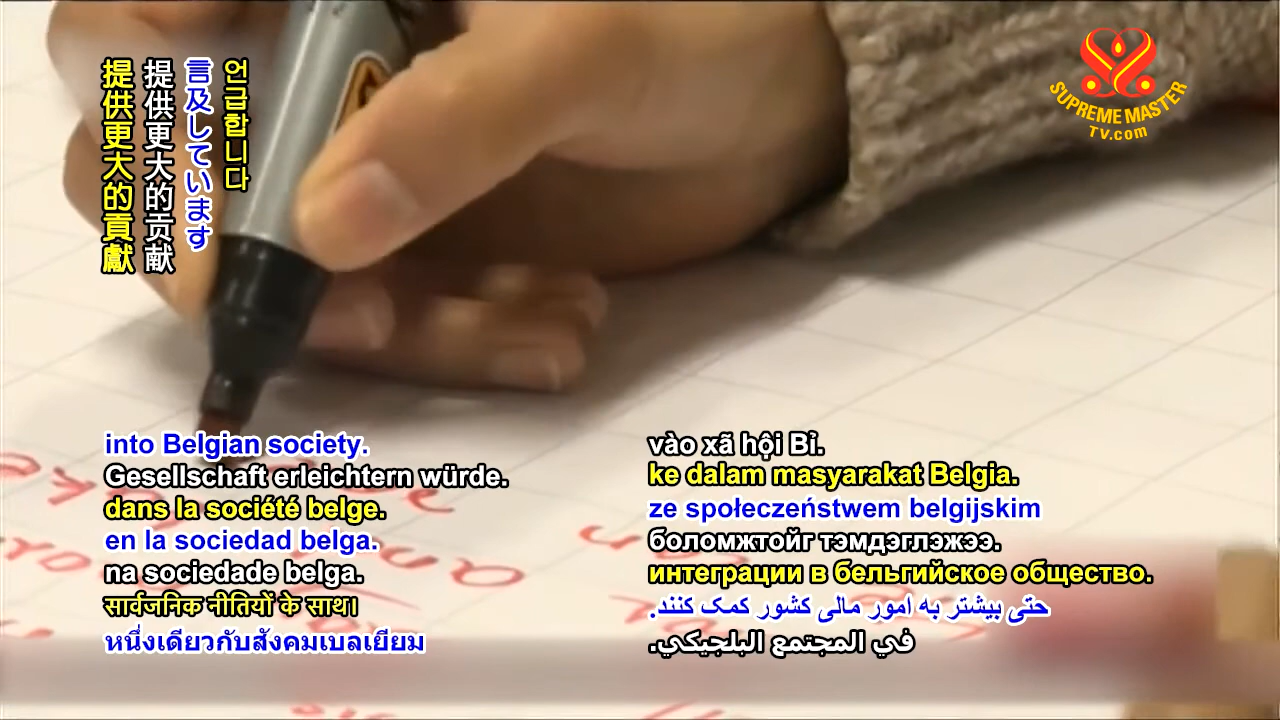 提供更大的貢獻
提供更大的贡献
言及しています
언급합니다
SUPREME MASTER
TV.com
into Belgian society.
Gesellschaft erleichtern würde.
dans la société belge.
en la sociedad belga.
na sociedade belga.
सार्वजनिक नीतियों के साथ।
หนึ่งเดียวกับสังคมเบลเยียม
vào xã hội Bỉ.
ke dalam masyarakat Belgia.
ze społeczeństwem belgijskim
боломжтойг тэмдэглэжээ.
интеграции в бельгийское общество.
حتی بیشتر به امور مالی کشور کمک کنند.
في المجتمع البلجيكي.